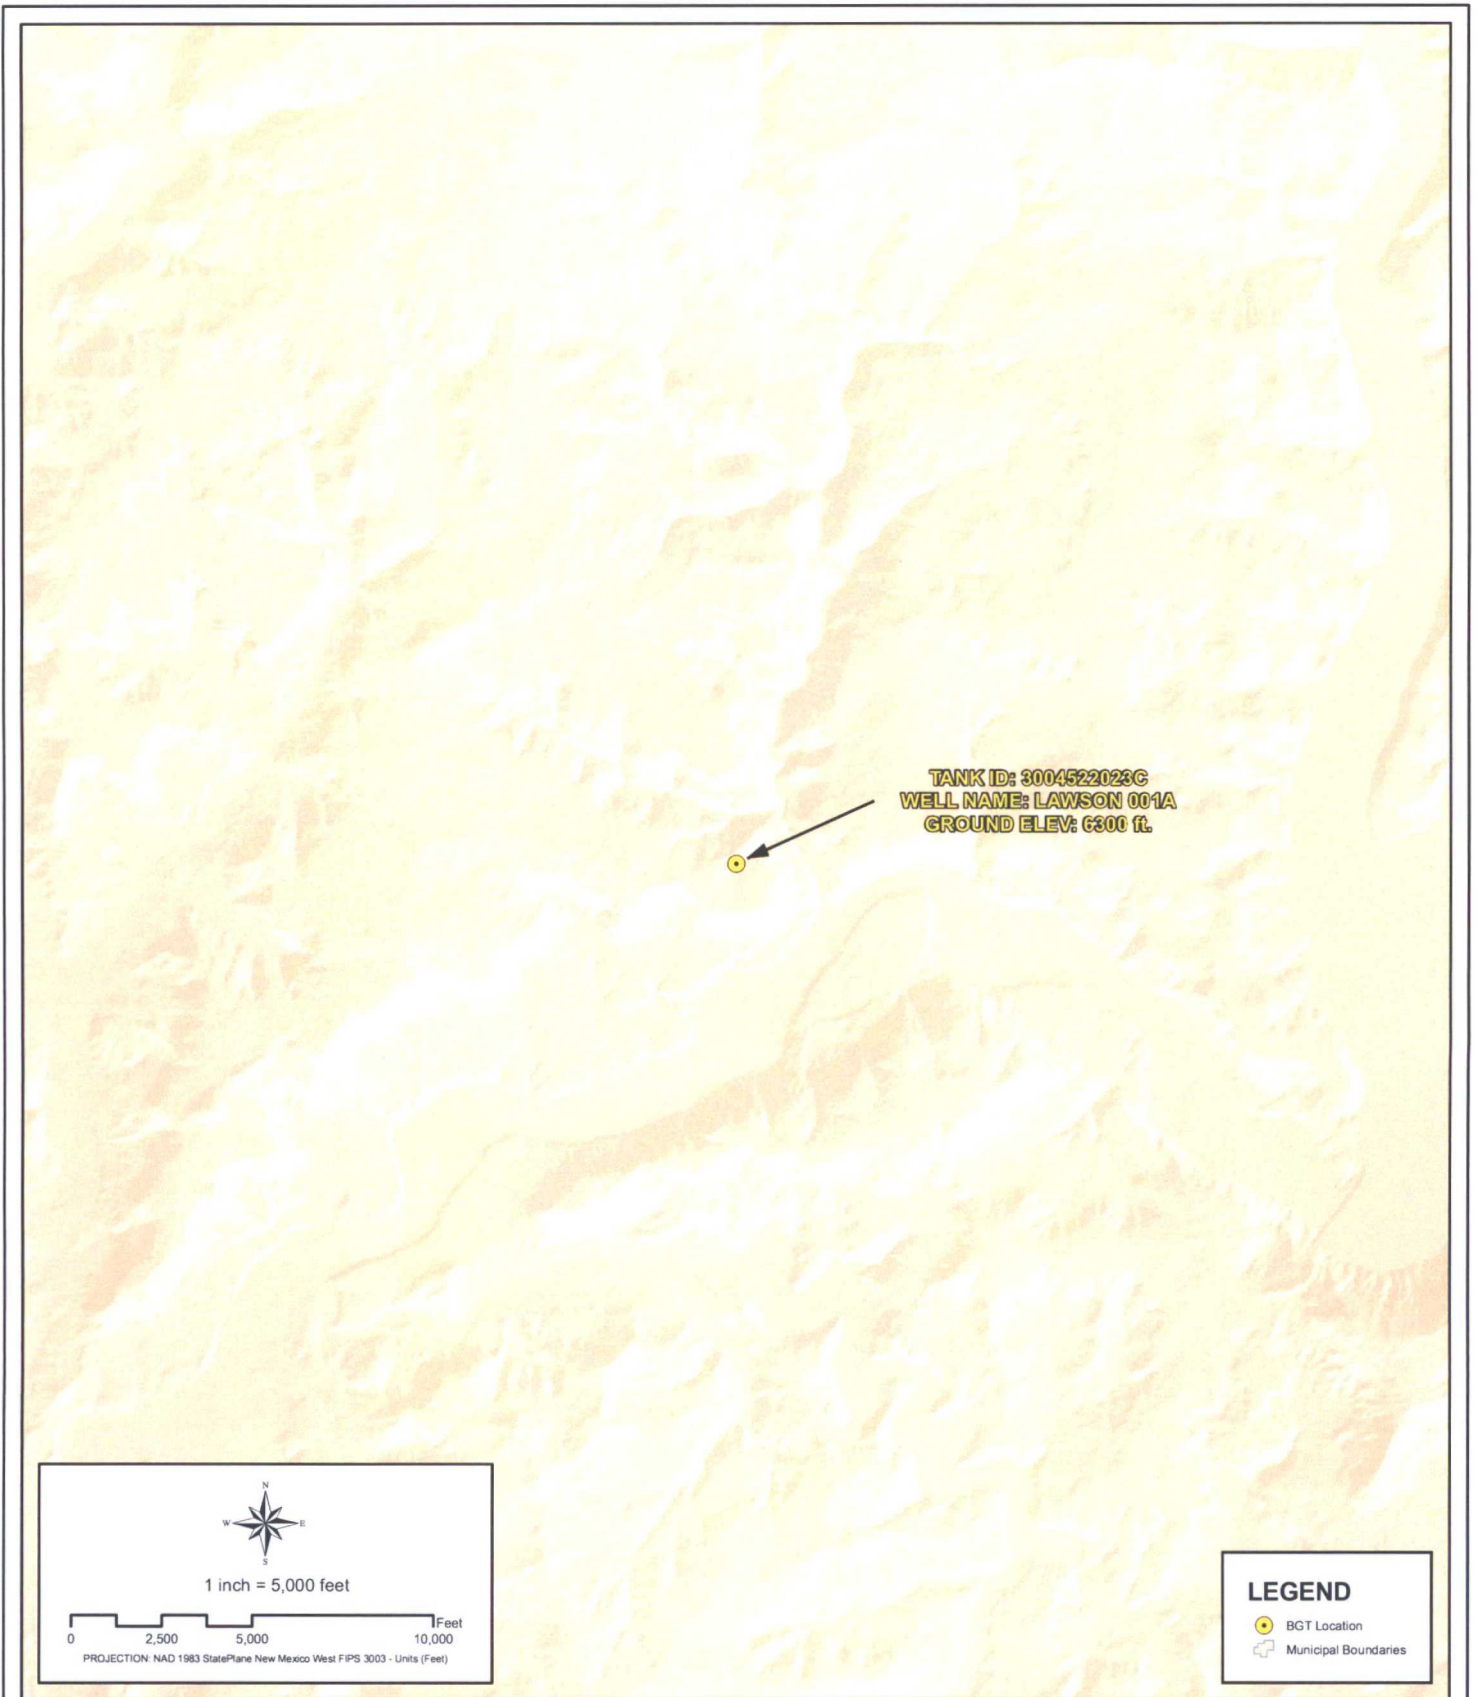 TANK ID: 3004522023C
WELL NAME: LAWSON 001A
GROUND ELEV: 6300 ft.
N
W E
S
1 inch = 5,000 feet
Feet
0 2,500 5,000 10,000
PROJECTION: NAD 1983 StatePlane New Mexico West FIPS 3003 - Units (Feet)
LEGEND
BGT Location
Municipal Boundaries